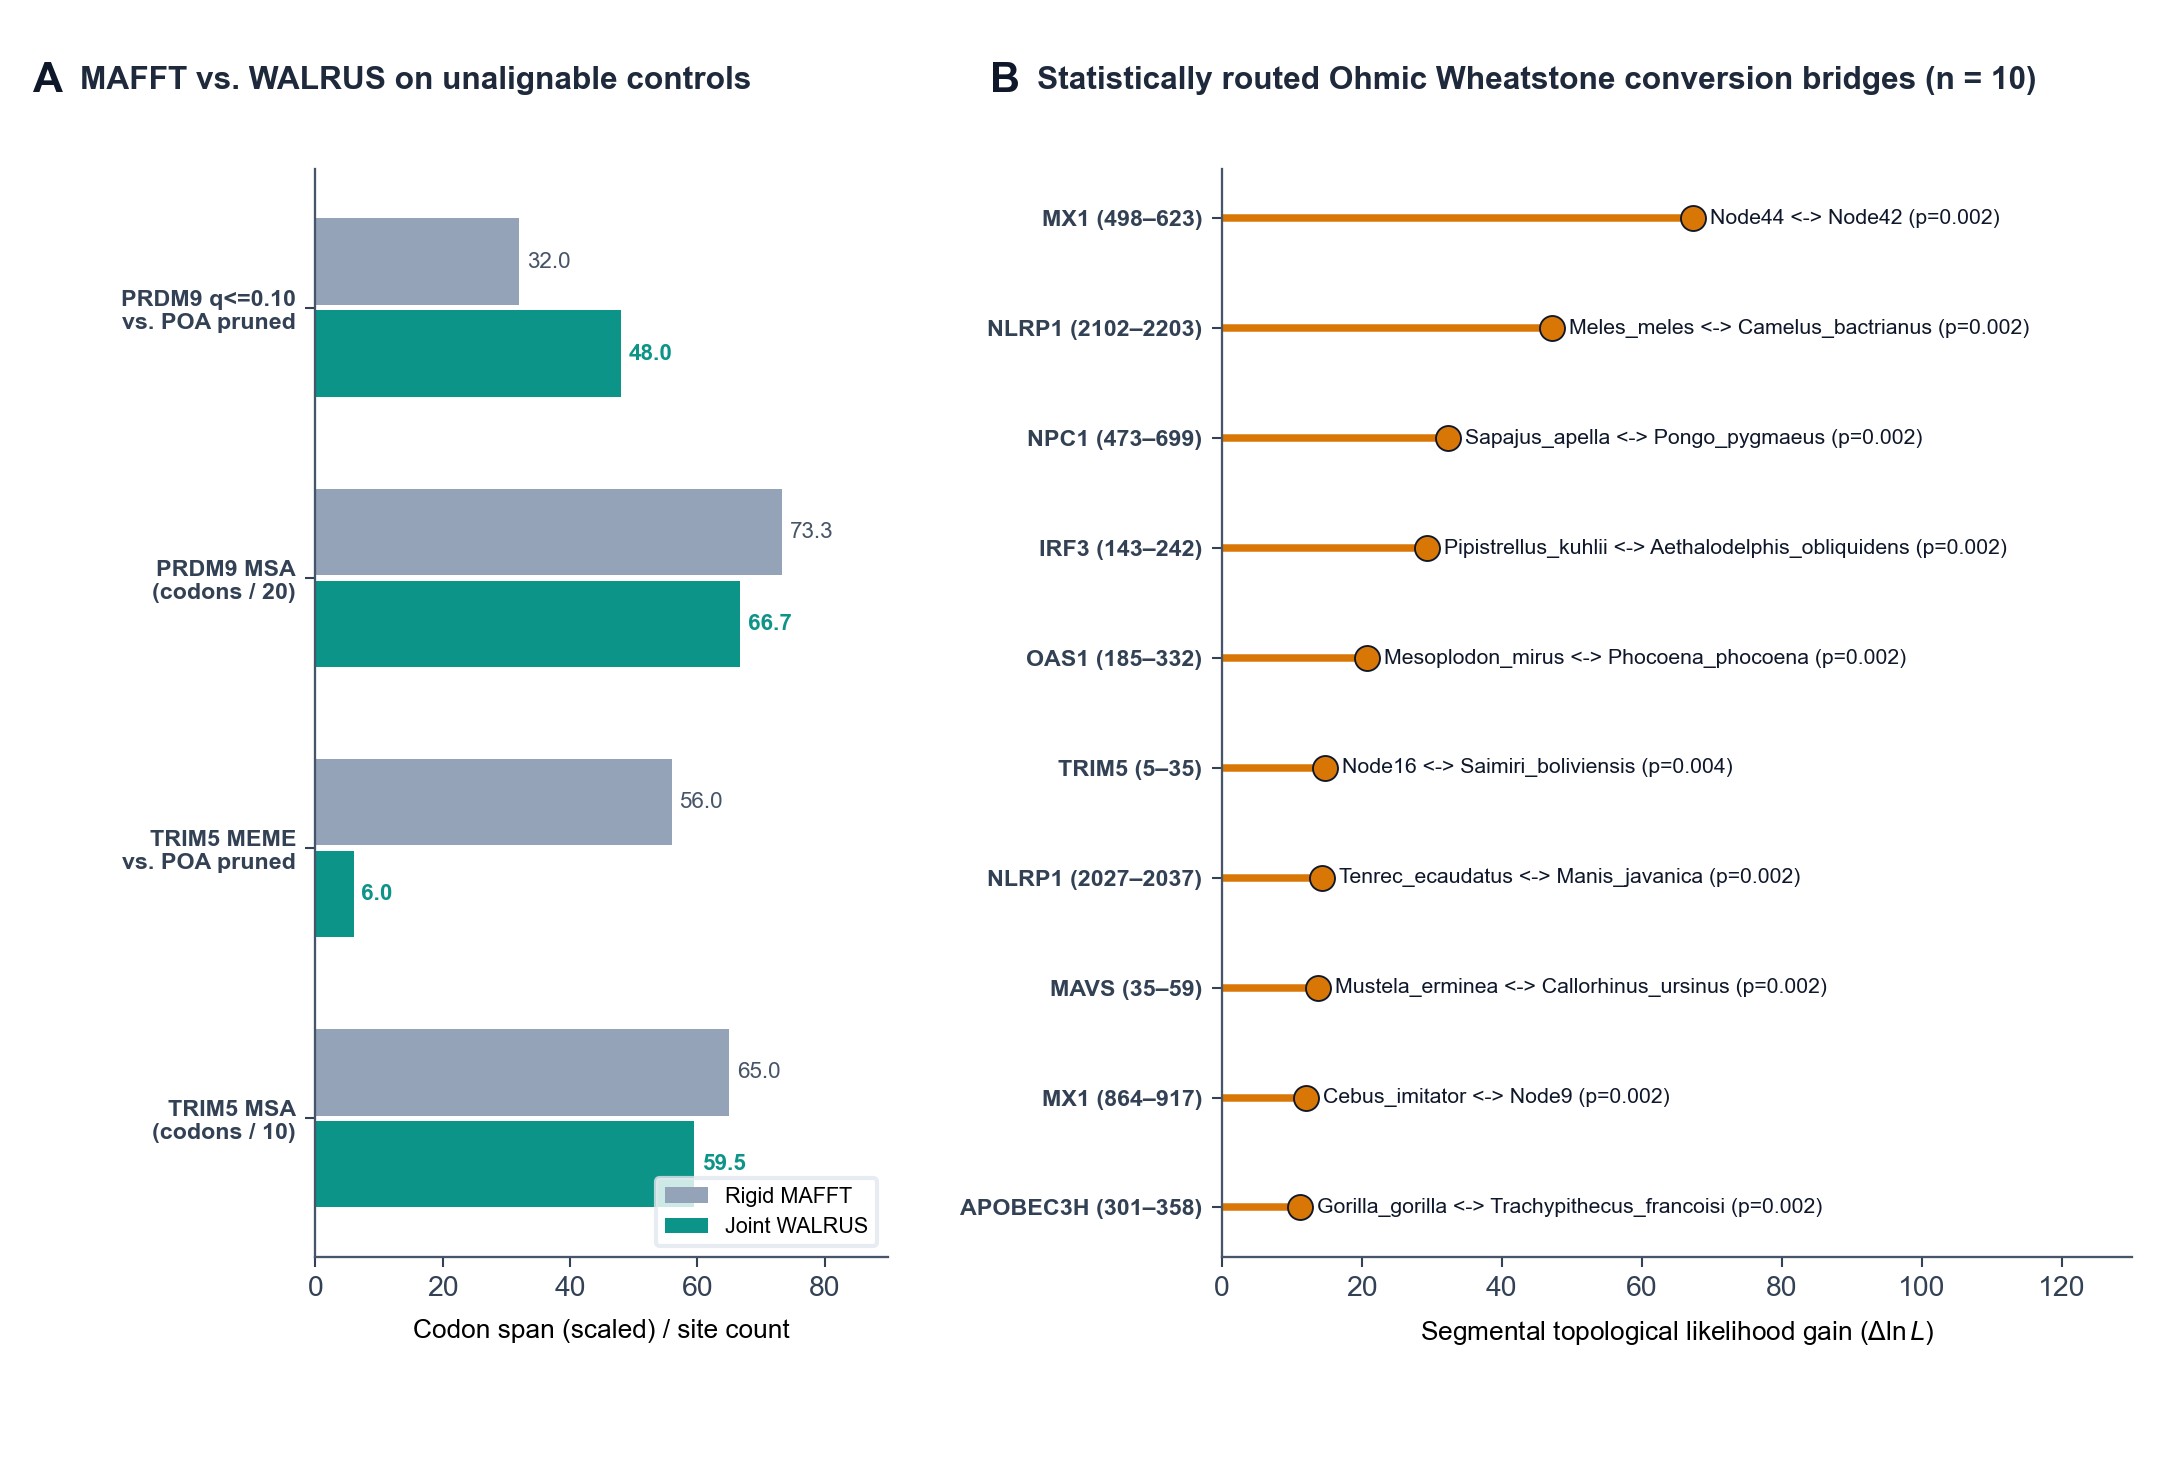 A MAFFT vs. WALRUS on unalignable controls
PRDM9 q<=0.10
vs. POA pruned
32.0
48.0
PRDM9 MSA
(codons / 20)
73.3
66.7
TRIM5 MEME
vs. POA pruned
56.0
6.0
TRIM5 MSA
(codons / 10)
65.0
59.5
Rigid MAFFT
Joint WALRUS
0 20 40 60 80
Codon span (scaled) / site count
B Statistically routed Ohmic Wheatstone conversion bridges (n = 10)
MX1 (498–623) Node44 <-> Node42 (p=0.002)
NLRP1 (2102–2203) Meles_meles <-> Camelus_bactrianus (p=0.002)
NPC1 (473–699) Sapajus_apella <-> Pongo_pygmaeus (p=0.002)
IRF3 (143–242) Pipistrellus_kuhlii <-> Aethalodelphis_obliquidens (p=0.002)
OAS1 (185–332) Mesoplodon_mirus <-> Phocoena_phocoena (p=0.002)
TRIM5 (5–35) Node16 <-> Saimiri_boliviensis (p=0.004)
NLRP1 (2027–2037) Tenrec_ecaudatus <-> Manis_javanica (p=0.002)
MAVS (35–59) Mustela_erminea <-> Callorhinus_ursinus (p=0.002)
MX1 (864–917) Cebus_imitator <-> Node9 (p=0.002)
APOBEC3H (301–358) Gorilla_gorilla <-> Trachypithecus_francoisi (p=0.002)
0 20 40 60 80 100 120
Segmental topological likelihood gain (Δln L)